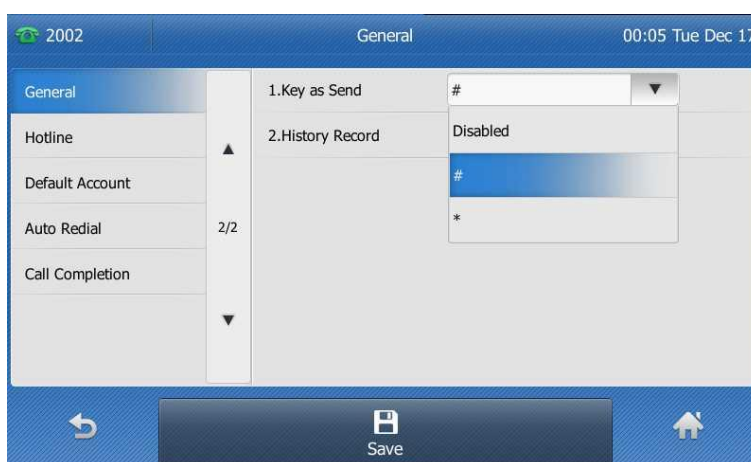 2002 General 00:05 Tue Dec 17
General
Hotline
Default Account
Auto Redial
Call Completion
2/2
1.Key as Send #
2.History Record
Disabled
#
*
Save